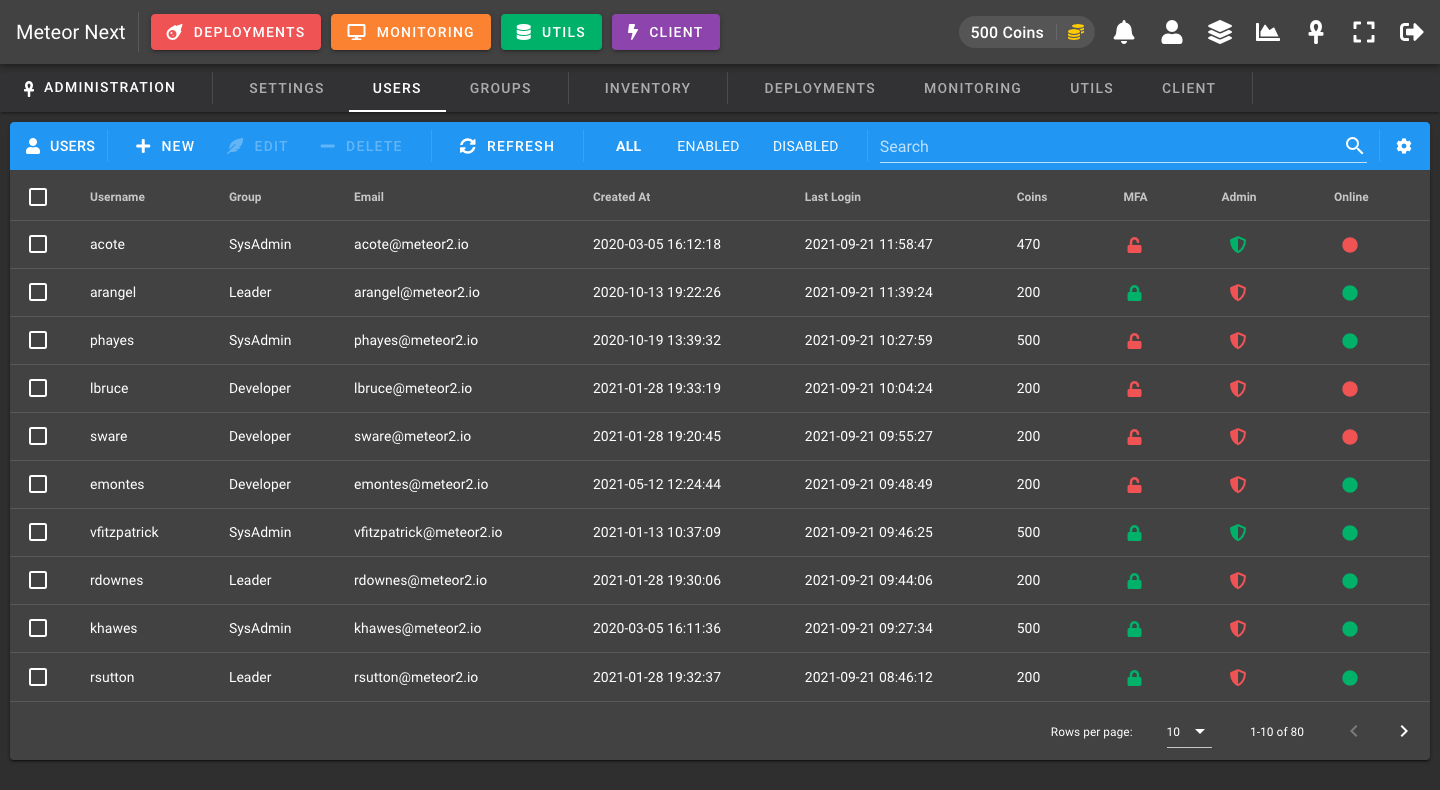 Meteor Next DEPLOYMENTS MONITORING UTILS CLIENT 500 Coins
ADMINISTRATION SETTINGS USERS GROUPS INVENTORY DEPLOYMENTS MONITORING UTILS CLIENT
USERS NEW EDIT DELETE REFRESH ALL ENABLED DISABLED Search
Username Group Email Created At Last Login Coins MFA Admin Online
acote SysAdmin acote@meteor2.io 2020-03-05 16:12:18 2021-09-21 11:58:47 470
arangel Leader arangel@meteor2.io 2020-10-13 19:22:26 2021-09-21 11:39:24 200
phayes SysAdmin phayes@meteor2.io 2020-10-19 13:39:32 2021-09-21 10:27:59 500
lbruce Developer lbruce@meteor2.io 2021-01-28 19:33:19 2021-09-21 10:04:24 200
sware Developer sware@meteor2.io 2021-01-28 19:20:45 2021-09-21 09:55:27 200
emontes Developer emontes@meteor2.io 2021-05-12 12:24:44 2021-09-21 09:48:49 200
vfitzpatrick SysAdmin vfitzpatrick@meteor2.io 2021-01-13 10:37:09 2021-09-21 09:46:25 500
rdownes Leader rdownes@meteor2.io 2021-01-28 19:30:06 2021-09-21 09:44:06 200
khawes SysAdmin khawes@meteor2.io 2020-03-05 16:11:36 2021-09-21 09:27:34 500
rsutton Leader rsutton@meteor2.io 2021-01-28 19:32:37 2021-09-21 08:46:12 200
Rows per page: 10 1-10 of 80